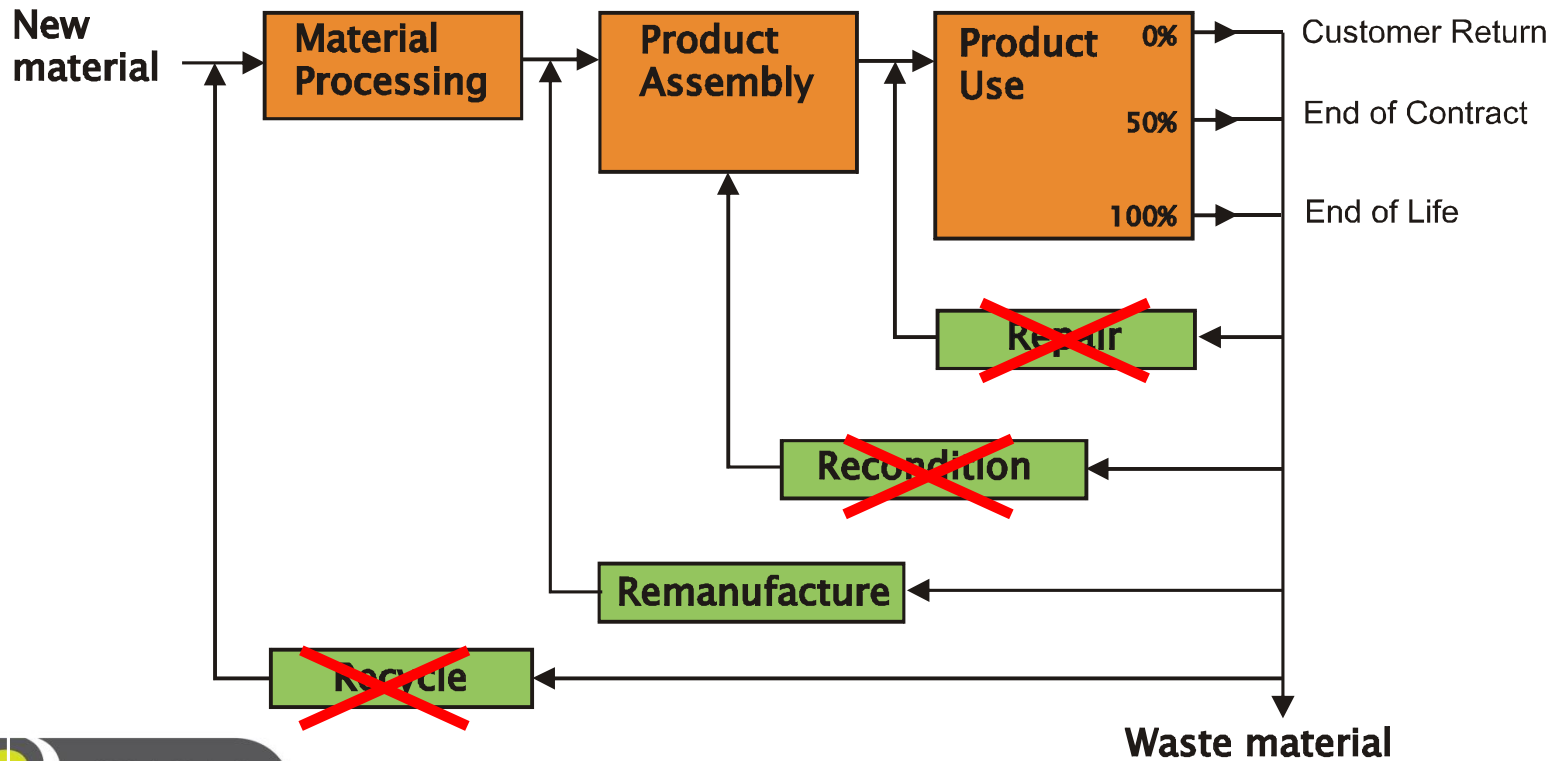 New
material
Material
Processing
Product
Assembly
Product
Use
0%
50%
100%
Customer Return
End of Contract
End of Life
Repair
Recondition
Remanufacture
Recycle
Waste material